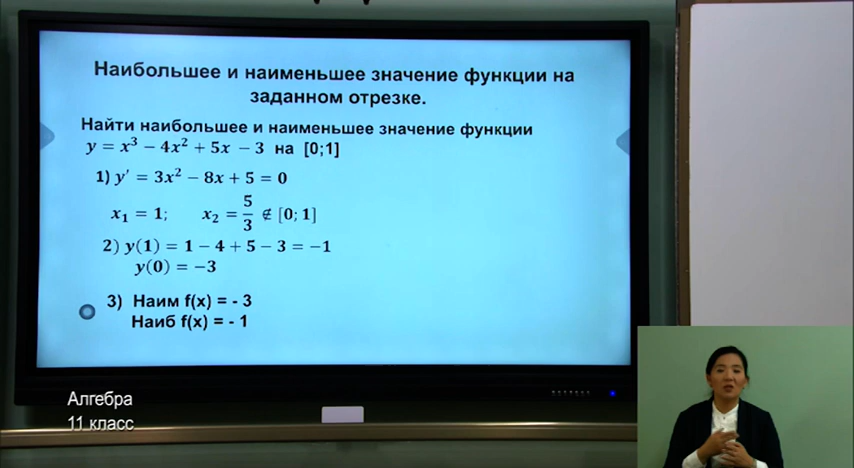 Наибольшее и наименьшее значение функции на
заданном отрезке.
Найти наибольшее и наименьшее значение функции
y = x³ − 4x² + 5x − 3 на [0;1]
1) y′ = 3x² − 8x + 5 = 0
x₁ = 1; x₂ = 5/3 ∉ [0; 1]
2) y(1) = 1 − 4 + 5 − 3 = −1
y(0) = −3
3) Наим f(x) = - 3
Наиб f(x) = - 1
Алгебра
11 класс